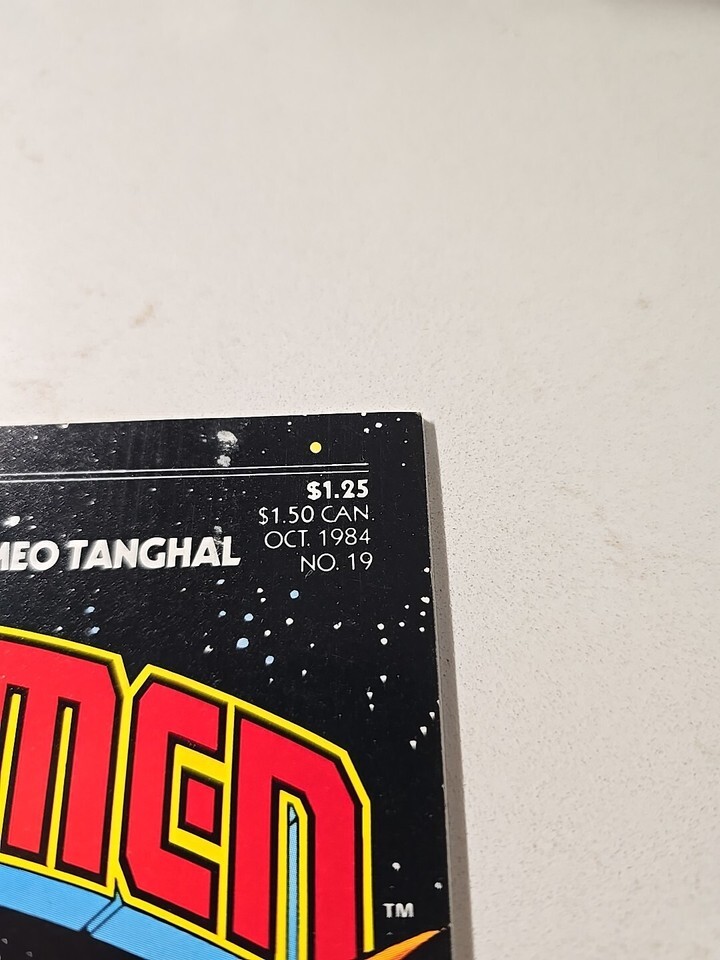 $1.25
$1.50 CAN.
OCT. 1984
MEO TANGHAL NO. 19
MEN
TM